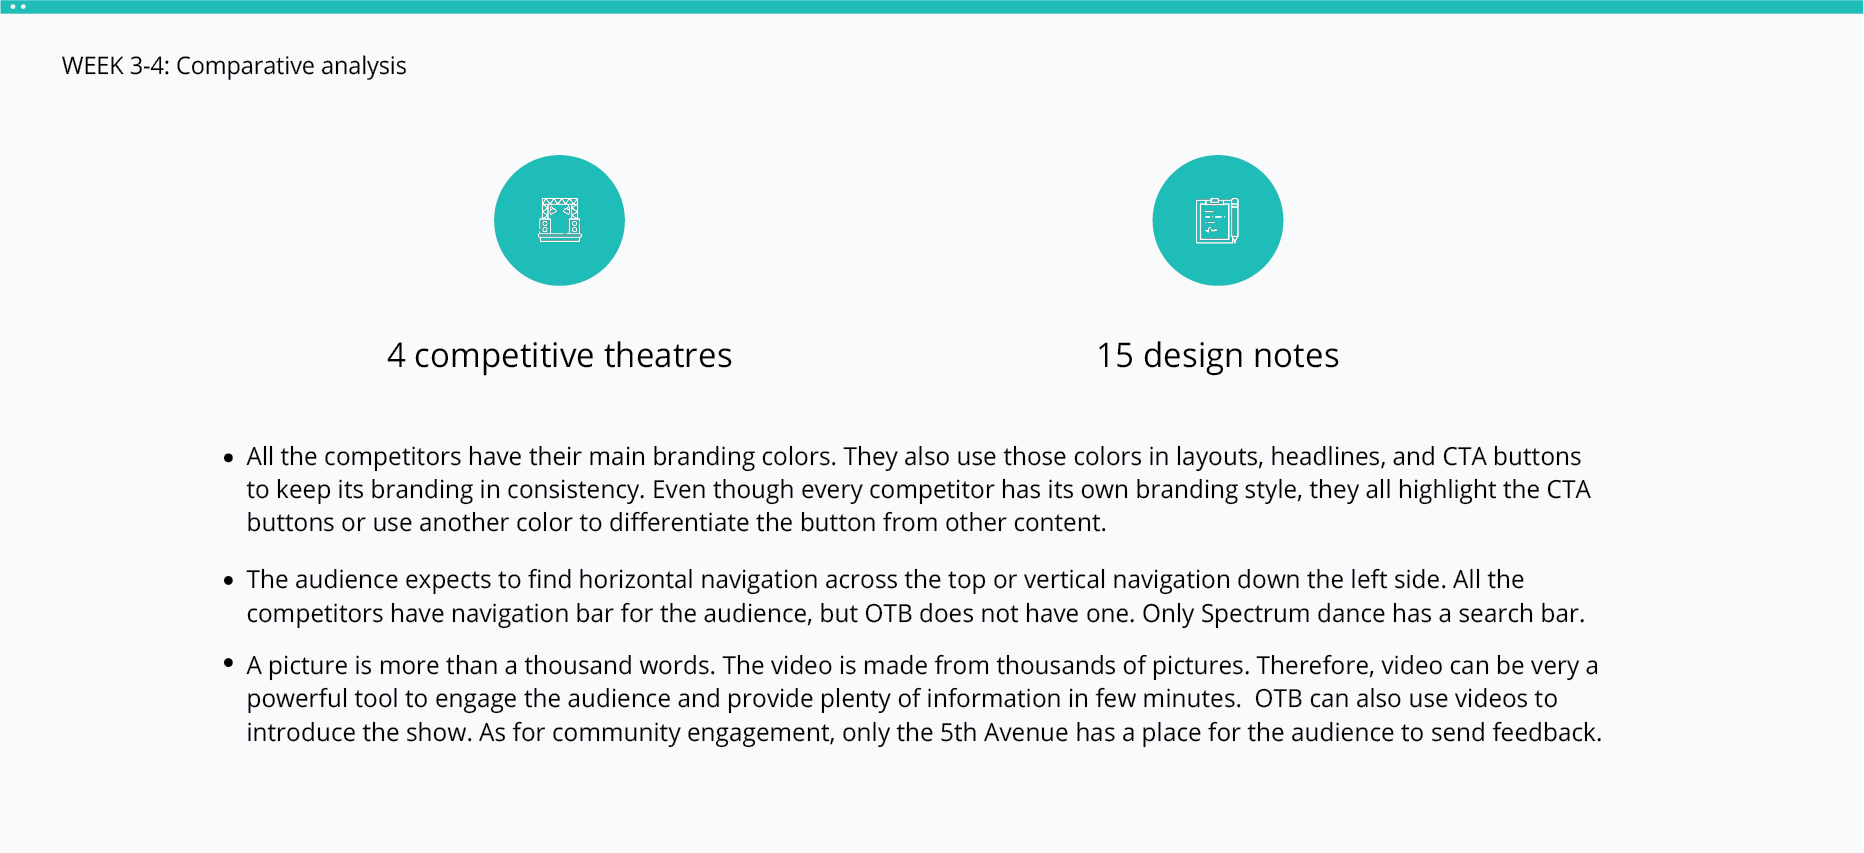 WEEK 3-4: Comparative analysis
4 competitive theatres
15 design notes
• All the competitors have their main branding colors. They also use those colors in layouts, headlines, and CTA buttons
to keep its branding in consistency. Even though every competitor has its own branding style, they all highlight the CTA
buttons or use another color to differentiate the button from other content.
• The audience expects to find horizontal navigation across the top or vertical navigation down the left side. All the
competitors have navigation bar for the audience, but OTB does not have one. Only Spectrum dance has a search bar.
• A picture is more than a thousand words. The video is made from thousands of pictures. Therefore, video can be very a
powerful tool to engage the audience and provide plenty of information in few minutes.  OTB can also use videos to
introduce the show. As for community engagement, only the 5th Avenue has a place for the audience to send feedback.